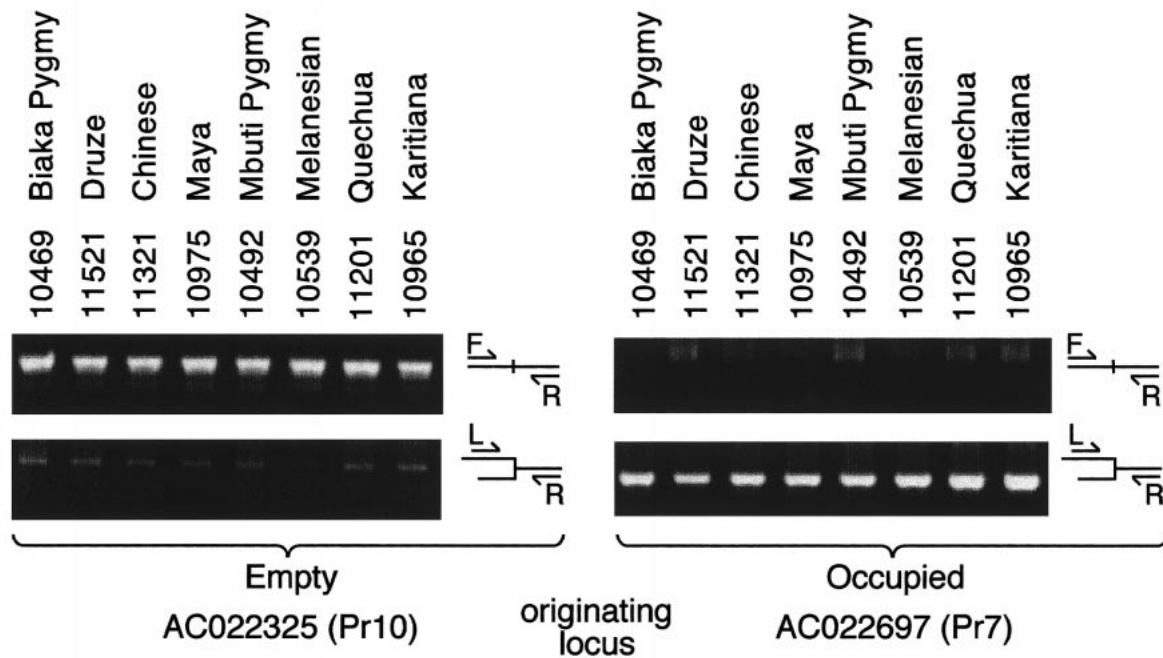 10469 Biaka Pygmy
11521 Druze
11321 Chinese
10975 Maya
10492 Mbuti Pygmy
10539 Melanesian
11201 Quechua
10965 Karitiana
F
R
L
R
Empty
AC022325 (Pr10)
originating
locus
10469 Biaka Pygmy
11521 Druze
11321 Chinese
10975 Maya
10492 Mbuti Pygmy
10539 Melanesian
11201 Quechua
10965 Karitiana
F
R
L
R
Occupied
AC022697 (Pr7)